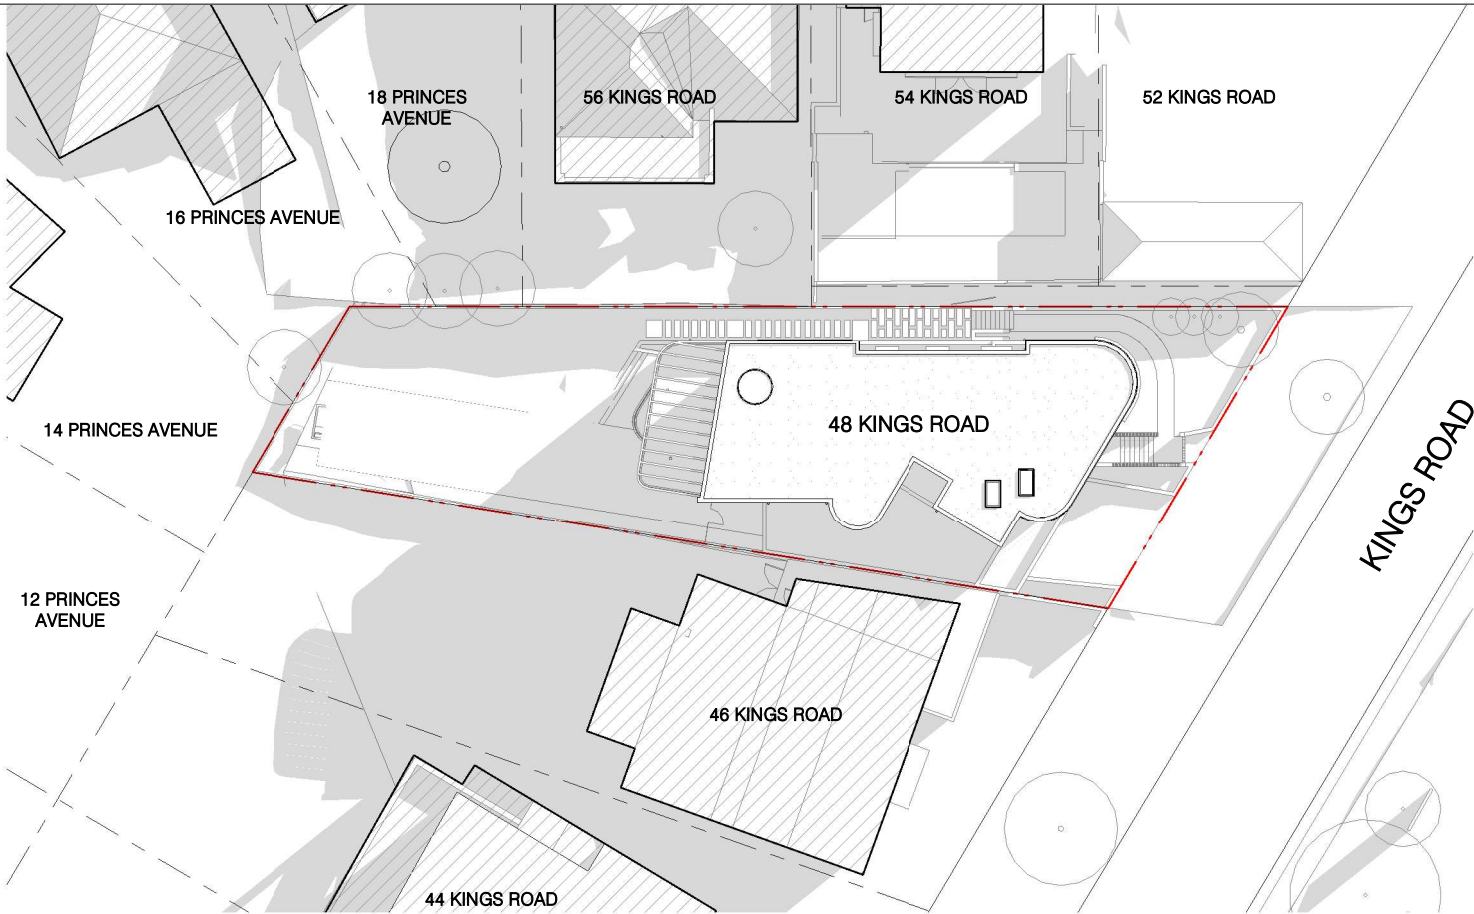 18 PRINCES
AVENUE
56 KINGS ROAD
54 KINGS ROAD
52 KINGS ROAD
16 PRINCES AVENUE
14 PRINCES AVENUE
48 KINGS ROAD
KINGS ROAD
12 PRINCES
AVENUE
46 KINGS ROAD
44 KINGS ROAD